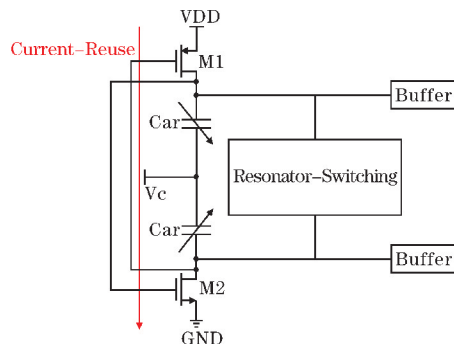 VDD
Current-Reuse
M1
Buffer
Car
Resonator-Switching
Vc
Car
Buffer
M2
GND